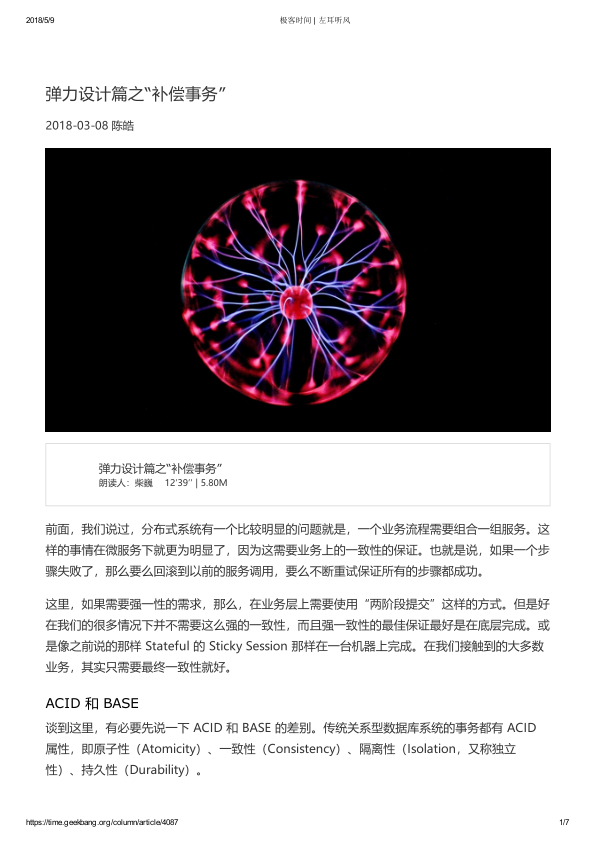 2018/5/9
极客时间 | 左耳听风
弹力设计篇之“补偿事务”
2018-03-08 陈皓
弹力设计篇之“补偿事务”
朗读人：柴巍 12′39″ | 5.80M
前面，我们说过，分布式系统有一个比较明显的问题就是，一个业务流程需要组合一组服务。这
样的事情在微服务下就更为明显了，因为这需要业务上的一致性的保证。也就是说，如果一个步
骤失败了，那么要么回滚到以前的服务调用，要么不断重试保证所有的步骤都成功。
这里，如果需要强一性的需求，那么，在业务层上需要使用“两阶段提交”这样的方式。但是好
在我们的很多情况下并不需要这么强的一致性，而且强一致性的最佳保证最好是在底层完成。或
是像之前说的那样 Stateful 的 Sticky Session 那样在一台机器上完成。在我们接触到的大多数
业务，其实只需要最终一致性就好。
ACID 和 BASE
谈到这里，有必要先说一下 ACID 和 BASE 的差别。传统关系型数据库系统的事务都有 ACID
属性，即原子性（Atomicity）、一致性（Consistency）、隔离性（Isolation，又称独立
性）、持久性（Durability）。
https://time.geekbang.org/column/article/4087
1/7